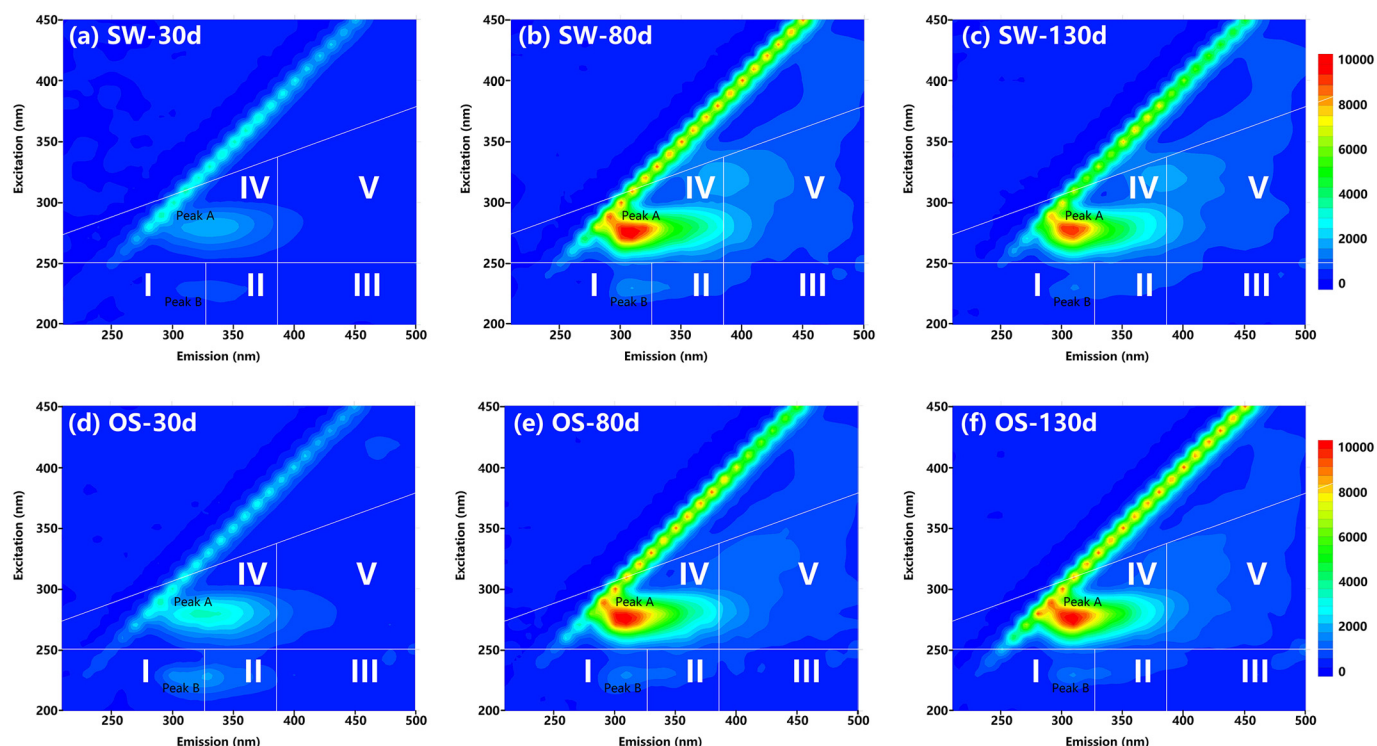 (a) SW-30d
(b) SW-80d
(c) SW-130d
450
400
350
300
250
200
Excitation (nm)
IV
V
Peak A
I
II
III
Peak B
250
300
350
400
450
500
Emission (nm)
450
400
350
300
250
200
Excitation (nm)
IV
V
Peak A
I
II
III
Peak B
250
300
350
400
450
500
Emission (nm)
450
400
350
300
250
200
Excitation (nm)
IV
V
Peak A
I
II
III
Peak B
250
300
350
400
450
500
Emission (nm)
10000
8000
6000
4000
2000
0
(d) OS-30d
(e) OS-80d
(f) OS-130d
450
400
350
300
250
200
Excitation (nm)
IV
V
Peak A
I
II
III
Peak B
250
300
350
400
450
500
Emission (nm)
450
400
350
300
250
200
Excitation (nm)
IV
V
Peak A
I
II
III
Peak B
250
300
350
400
450
500
Emission (nm)
450
400
350
300
250
200
Excitation (nm)
IV
V
Peak A
I
II
III
Peak B
250
300
350
400
450
500
Emission (nm)
10000
8000
6000
4000
2000
0